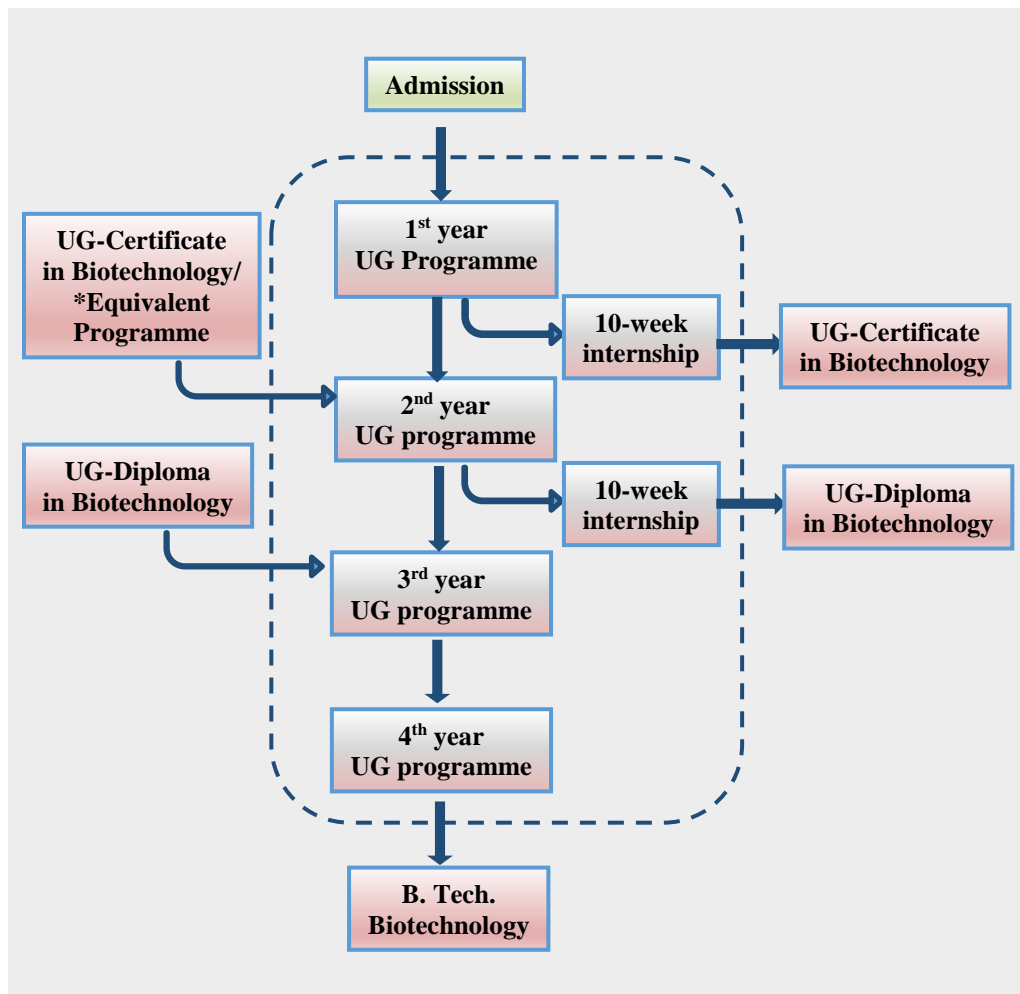 Admission
1st year
UG Programme
UG-Certificate
in Biotechnology/
*Equivalent
Programme
10-week
internship
UG-Certificate
in Biotechnology
2nd year
UG programme
UG-Diploma
in Biotechnology
10-week
internship
UG-Diploma
in Biotechnology
3rd year
UG programme
4th year
UG programme
B. Tech.
Biotechnology